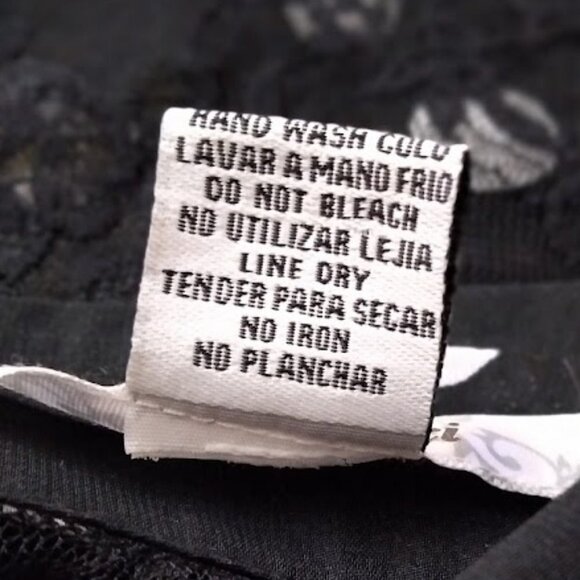 HAND WASH COLD
LAVAR A MANO FRIO
DO NOT BLEACH
NO UTILIZAR LEJIA
LINE DRY
TENDER PARA SECAR
NO IRON
NO PLANCHAR